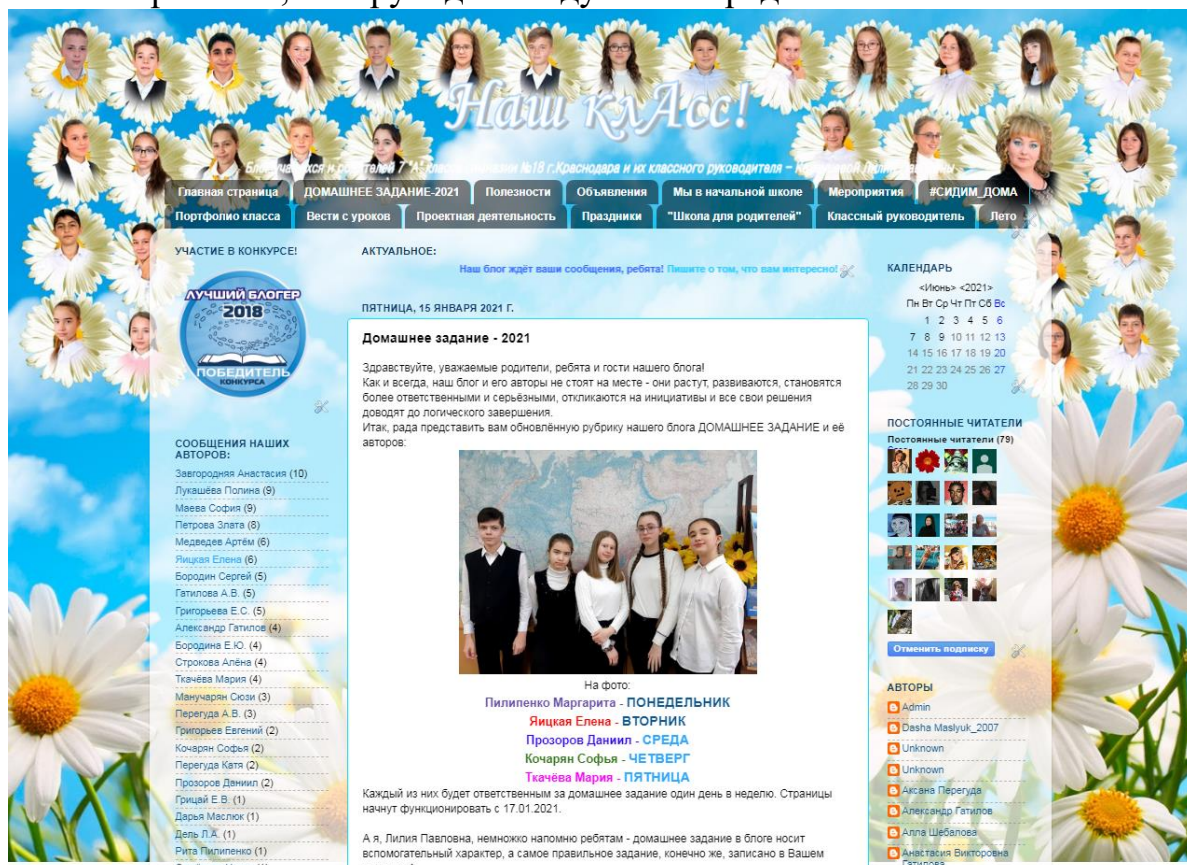 Наш клАсс!
7 "А" класса гимназии №18 г.Краснодара и их классного руководителя –
Главная страница
ДОМАШНЕЕ ЗАДАНИЕ-2021
Полезности
Объявления
Мы в начальной школе
Мероприятия
#СИДИМ_ДОМА
Портфолио класса
Вести с уроков
Проектная деятельность
Праздники
"Школа для родителей"
Классный руководитель
Лето
УЧАСТИЕ В КОНКУРСЕ!
ЛУЧШИЙ БЛОГЕР
2018
ПОБЕДИТЕЛЬ
КОНКУРСА
СООБЩЕНИЯ НАШИХ
АВТОРОВ:
Завгородняя Анастасия (10)
Лукашёва Полина (9)
Маева София (9)
Петрова Злата (8)
Медведев Артём (6)
Яицкая Елена (6)
Бородин Сергей (5)
Гатилова А.В. (5)
Григорьева Е.С. (5)
Александр Гатилов (4)
Бородина Е.Ю. (4)
Строкова Алёна (4)
Ткачёва Мария (4)
Манучарян Сюзи (3)
Перегуда А.В. (3)
Григорьев Евгений (2)
Кочарян Софья (2)
Перегуда Катя (2)
Прозоров Даниил (2)
Грицай Е.В. (1)
Дарья Маслюк (1)
Дель Л.А. (1)
Рита Пилипенко (1)
АКТУАЛЬНОЕ:
Наш блог ждёт ваши сообщения, ребята! Пишите о том, что вам интересно!
ПЯТНИЦА, 15 ЯНВАРЯ 2021 Г.
Домашнее задание - 2021
Здравствуйте, уважаемые родители, ребята и гости нашего блога!
Как и всегда, наш блог и его авторы не стоят на месте - они растут, развиваются, становятся
более ответственными и серьёзными, откликаются на инициативы и все свои решения
доводят до логического завершения.
Итак, рада представить вам обновлённую рубрику нашего блога ДОМАШНЕЕ ЗАДАНИЕ и её
авторов:
На фото:
Пилипенко Маргарита - ПОНЕДЕЛЬНИК
Яицкая Елена - ВТОРНИК
Прозоров Даниил - СРЕДА
Кочарян Софья - ЧЕТВЕРГ
Ткачёва Мария - ПЯТНИЦА
Каждый из них будет ответственным за домашнее задание один день в неделю. Страницы
начнут функционировать с 17.01.2021.
А я, Лилия Павловна, немножко напомню ребятам - домашнее задание в блоге носит
вспомогательный характер, а самое правильное задание, конечно же, записано в Вашем
КАЛЕНДАРЬ
<Июнь> <2021>
Пн Вт Ср Чт Пт Сб Вс
1 2 3 4 5 6
7 8 9 10 11 12 13
14 15 16 17 18 19 20
21 22 23 24 25 26 27
28 29 30
ПОСТОЯННЫЕ ЧИТАТЕЛИ
Постоянные читатели (79)
Отменить подписку
АВТОРЫ
Admin
Dasha Maslyuk_2007
Unknown
Unknown
Аксана Перегуда
Александр Гатилов
Алла Шебалова
Анастасия Викторовна
Гатилова